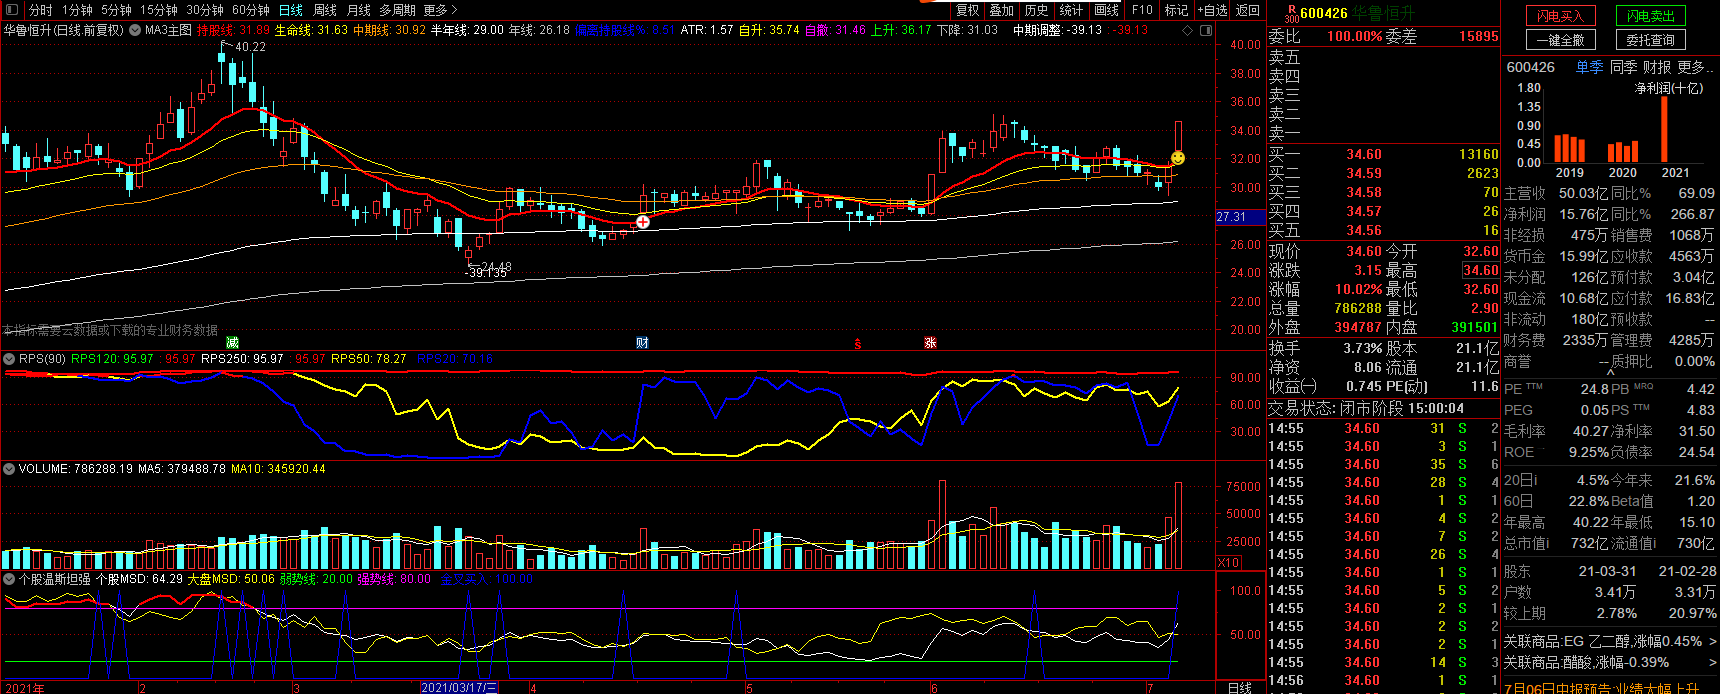 分时 1分钟 5分钟 15分钟 30分钟 60分钟 日线 周线 月线 多周期 更多>
复权 叠加 历史 统计 画线 F10 标记 +自选 返回
华鲁恒升(日线.前复权) MA3主图 持股线: 31.89 生命线: 31.63 中期线: 30.92 半年线: 29.00 年线: 26.18 ATR: 1.57 自升: 35.74 自撤: 31.46 上升: 36.17 下降: 31.03 中期调整: -39.13 : -39.13
40.22
24.48
-39.135
40.00
38.00
36.00
34.00
32.00
30.00
27.31
26.00
24.00
22.00
20.00
本指标需要云数据或下载的专业财务数据
减 财 涨
RPS(90) RPS120: 95.97 : 95.97 RPS250: 95.97 : 95.97 RPS50: 78.27 RPS20: 70.16
90.00
60.00
30.00
VOLUME: 786288.19 MA5: 379488.78 MA10: 345920.44
75000
50000
25000
X10
个股温斯坦强 个股MSD: 64.29 大盘MSD: 50.06 弱势线: 20.00 强势线: 80.00
100.0
50.00
2021年 2 3 2021/03/17/三 4 5 6 7 日线
R
300
600426 华鲁恒升
委比 100.00% 委差 15895
卖五
卖四
卖三
卖二
卖一
买一 34.60 13160
买二 34.59 2623
买三 34.58 70
买四 34.57 26
买五 34.56 16
现价 34.60 今开 32.60
涨跌 3.15 最高 34.60
涨幅 10.02% 最低 32.60
总量 786288 量比 2.90
外盘 394787 内盘 391501
换手 3.73% 股本 21.1亿
净资 8.06 流通 21.1亿
收益(一) 0.745 PE(动) 11.6
交易状态: 闭市阶段 15:00:04
14:55 34.60 31 S 2
14:55 34.60 3 S 1
14:55 34.60 35 S 6
14:55 34.60 28 S 4
14:55 34.60 1 S 1
14:55 34.60 4 S 2
14:55 34.60 7 S 2
14:55 34.60 26 S 4
14:55 34.60 1 S 1
14:55 34.60 5 S 2
14:55 34.60 2 S 1
14:55 34.60 2 S 2
14:55 34.60 2 S 1
14:55 34.60 14 S 3
14:56 34.60 1 S 1
闪电买入 闪电卖出
一键全撤 委托查询
600426 单季 同季 财报 更多..
净利润(十亿)
1.80
1.35
0.90
0.45
0.00
2019 2020 2021
主营收 50.03亿 同比% 69.09
净利润 15.76亿 同比% 266.87
非经损 475万 销售费 1068万
货币金 15.99亿 应收款 4563万
未分配 126亿 预付款 3.04亿
现金流 10.68亿 应付款 16.83亿
非流动 180亿 预收款 --
财务费 2335万 管理费 4285万
商誉 -- 质押比 0.00%
PE TTM 24.8 PB MRQ 4.42
PEG 0.05 PS TTM 4.83
毛利率 40.27 净利率 31.50
ROE 9.25% 负债率 24.54
20日i 4.5% 今年来 21.6%
60日 22.8% Beta值 1.20
年最高 40.22 年最低 15.10
总市值i 732亿 流通值i 730亿
股东 21-03-31 21-02-28
户数 3.41万 3.31万
较上期 2.78% 20.97%
关联商品:EG 乙二醇,涨幅0.45% >
关联商品:醋酸,涨幅-0.39% >
7月06日中报预告:业绩大幅上升